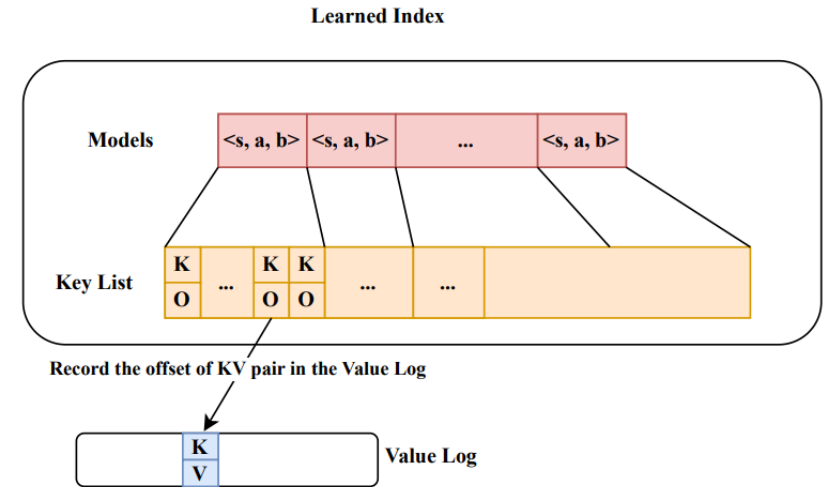 Learned Index
Models <s, a, b> <s, a, b> ... <s, a, b>
K K K
Key List ... ... ...
O O O
Record the offset of KV pair in the Value Log
K
Value Log
V